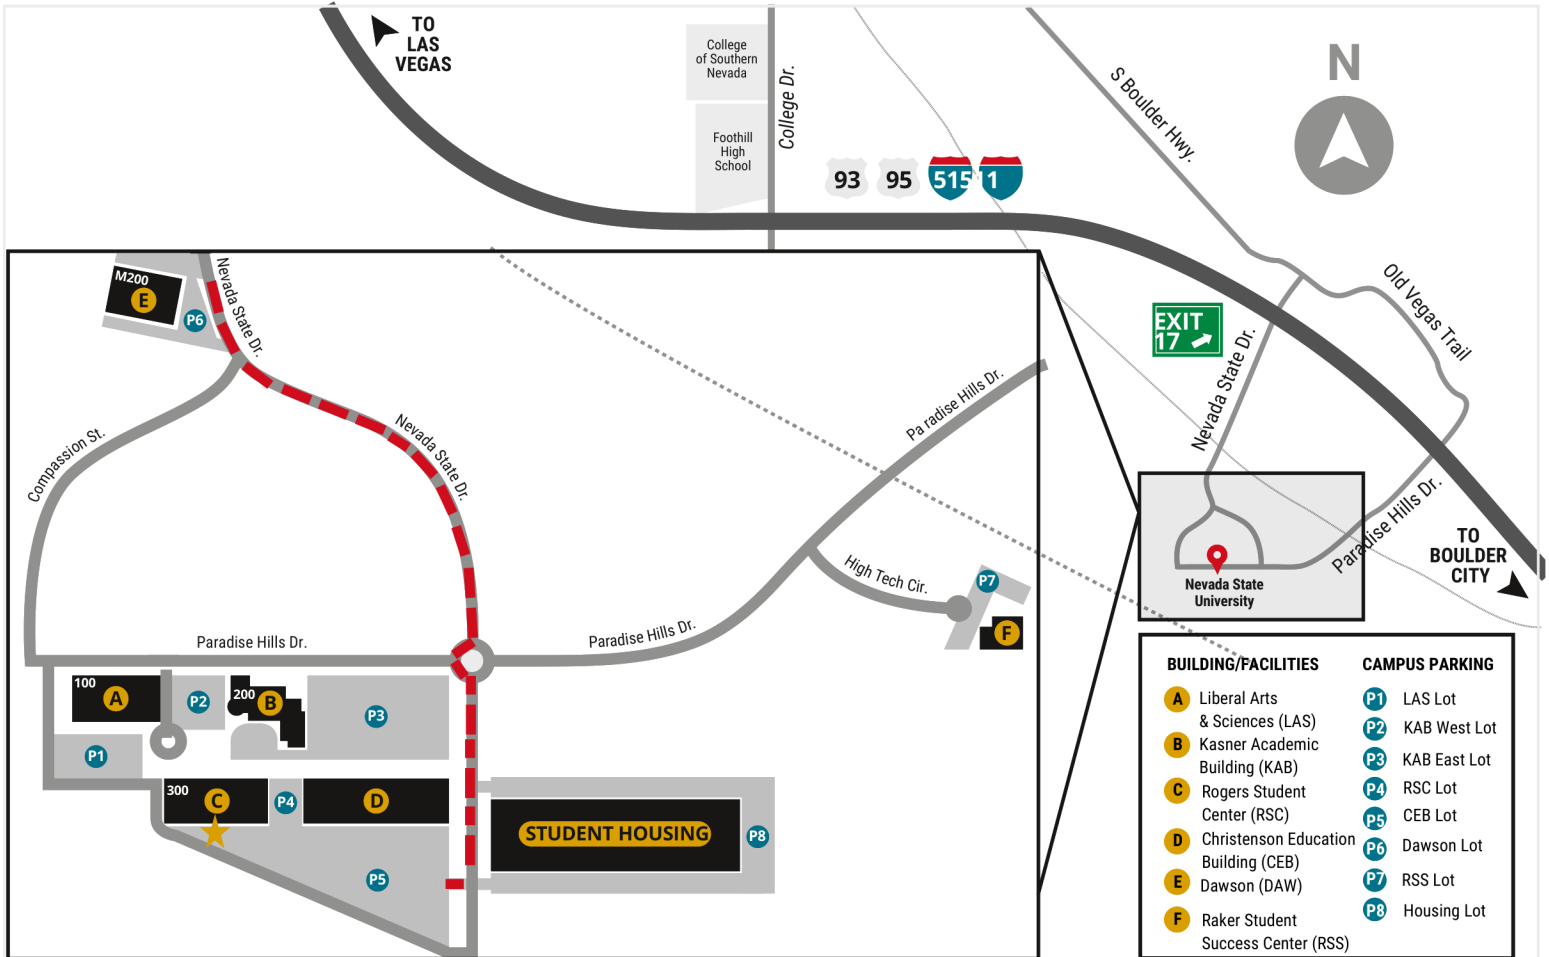 TO
LAS
VEGAS
College
of Southern
Nevada
Foothill
High
School
College Dr.
93
95
515
1
S Boulder Hwy.
N
Old Vegas Trail
EXIT
17
Nevada State Dr.
Paradise Hills Dr.
TO
BOULDER
CITY
Nevada State
University
M200
E
P6
Nevada State Dr.
Nevada State Dr.
Compassion St.
Pa radise Hills Dr.
High Tech Cir.
P7
F
Paradise Hills Dr.
Paradise Hills Dr.
100
A
P2
200
B
P3
P1
300
C
P4
D
STUDENT HOUSING
P8
P5
BUILDING/FACILITIES
A Liberal Arts
& Sciences (LAS)
B Kasner Academic
Building (KAB)
C Rogers Student
Center (RSC)
D Christenson Education
Building (CEB)
E Dawson (DAW)
F Raker Student
Success Center (RSS)
CAMPUS PARKING
P1 LAS Lot
P2 KAB West Lot
P3 KAB East Lot
P4 RSC Lot
P5 CEB Lot
P6 Dawson Lot
P7 RSS Lot
P8 Housing Lot